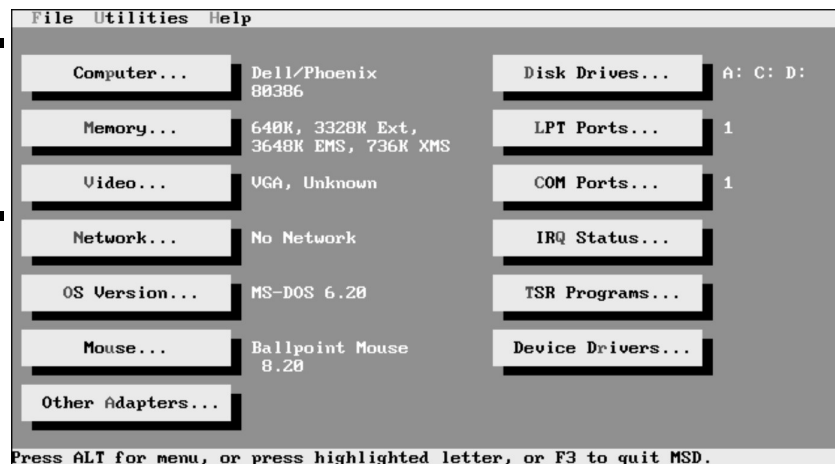 File Utilities Help
Computer... Dell/Phoenix
80386
Disk Drives... A: C: D:
Memory... 640K, 3328K Ext,
3648K EMS, 736K XMS
LPT Ports... 1
Video... VGA, Unknown
COM Ports... 1
Network... No Network
IRQ Status...
OS Version... MS-DOS 6.20
TSR Programs...
Mouse... Ballpoint Mouse
8.20
Device Drivers...
Other Adapters...
Press ALT for menu, or press highlighted letter, or F3 to quit MSD.